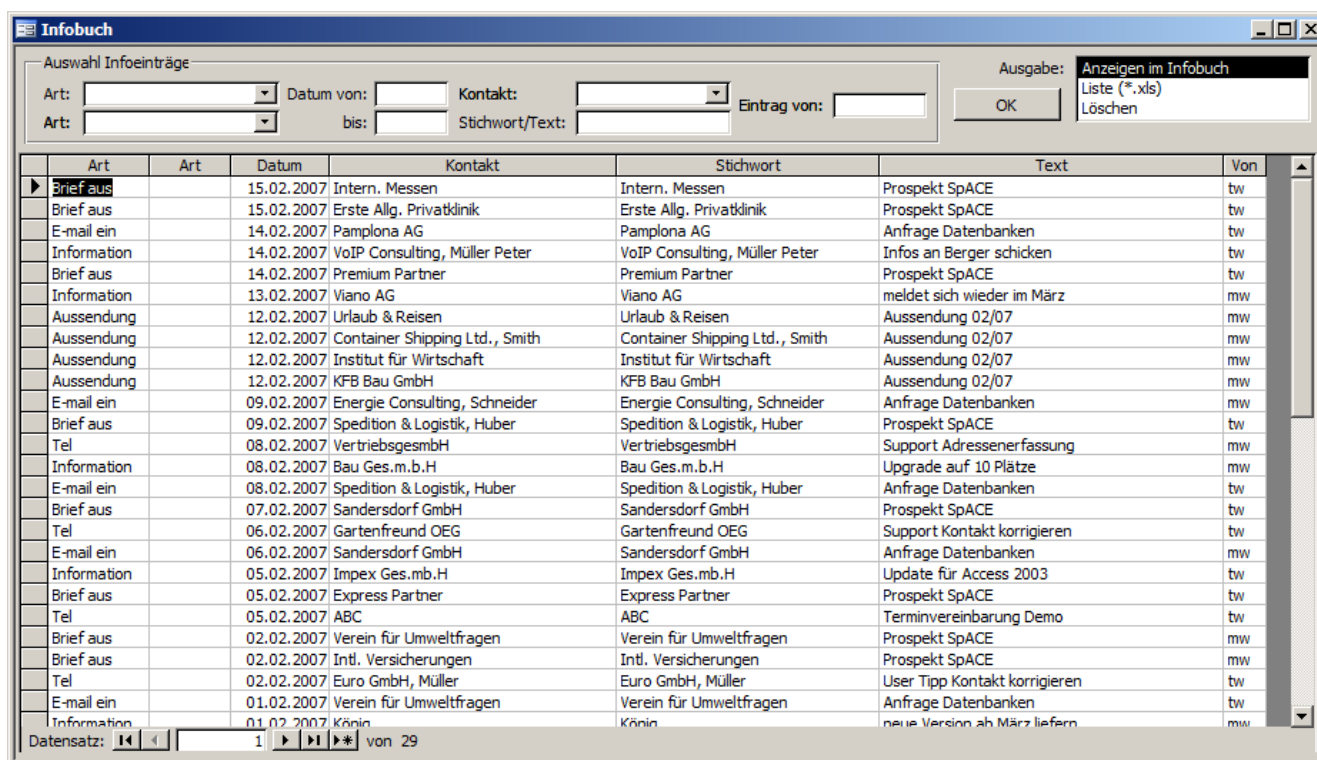 Infobuch
Auswahl Infoeinträge
Ausgabe: Anzeigen im Infobuch
Liste (*.xls)
Löschen
OK
Art: Datum von: Kontakt: Eintrag von:
Art: bis: Stichwort/Text:
Art Art Datum Kontakt Stichwort Text Von
Brief aus 15.02.2007 Intern. Messen Intern. Messen Prospekt SpACE tw
Brief aus 15.02.2007 Erste Allg. Privatklinik Erste Allg. Privatklinik Prospekt SpACE tw
E-mail ein 14.02.2007 Pamplona AG Pamplona AG Anfrage Datenbanken tw
Information 14.02.2007 VoIP Consulting, Müller Peter VoIP Consulting, Müller Peter Infos an Berger schicken tw
Brief aus 14.02.2007 Premium Partner Premium Partner Prospekt SpACE tw
Information 13.02.2007 Viano AG Viano AG meldet sich wieder im März mw
Aussendung 12.02.2007 Urlaub & Reisen Urlaub & Reisen Aussendung 02/07 mw
Aussendung 12.02.2007 Container Shipping Ltd., Smith Container Shipping Ltd., Smith Aussendung 02/07 mw
Aussendung 12.02.2007 Institut für Wirtschaft Institut für Wirtschaft Aussendung 02/07 mw
Aussendung 12.02.2007 KFB Bau GmbH KFB Bau GmbH Aussendung 02/07 mw
E-mail ein 09.02.2007 Energie Consulting, Schneider Energie Consulting, Schneider Anfrage Datenbanken mw
Brief aus 09.02.2007 Spedition & Logistik, Huber Spedition & Logistik, Huber Prospekt SpACE tw
Tel 08.02.2007 VertriebsgesmbH VertriebsgesmbH Support Adressenerfassung mw
Information 08.02.2007 Bau Ges.m.b.H Bau Ges.m.b.H Upgrade auf 10 Plätze mw
E-mail ein 08.02.2007 Spedition & Logistik, Huber Spedition & Logistik, Huber Anfrage Datenbanken tw
Brief aus 07.02.2007 Sandersdorf GmbH Sandersdorf GmbH Prospekt SpACE tw
Tel 06.02.2007 Gartenfreund OEG Gartenfreund OEG Support Kontakt korrigieren tw
E-mail ein 06.02.2007 Sandersdorf GmbH Sandersdorf GmbH Anfrage Datenbanken mw
Information 05.02.2007 Impex Ges.mb.H Impex Ges.mb.H Update für Access 2003 tw
Brief aus 05.02.2007 Express Partner Express Partner Prospekt SpACE tw
Tel 05.02.2007 ABC ABC Terminvereinbarung Demo tw
Brief aus 02.02.2007 Verein für Umweltfragen Verein für Umweltfragen Prospekt SpACE mw
Brief aus 02.02.2007 Intl. Versicherungen Intl. Versicherungen Prospekt SpACE mw
Tel 02.02.2007 Euro GmbH, Müller Euro GmbH, Müller User Tipp Kontakt korrigieren tw
E-mail ein 01.02.2007 Verein für Umweltfragen Verein für Umweltfragen Anfrage Datenbanken tw
Information 01.02.2007 König König neue Version ab März liefern mw
Datensatz: 1 von 29